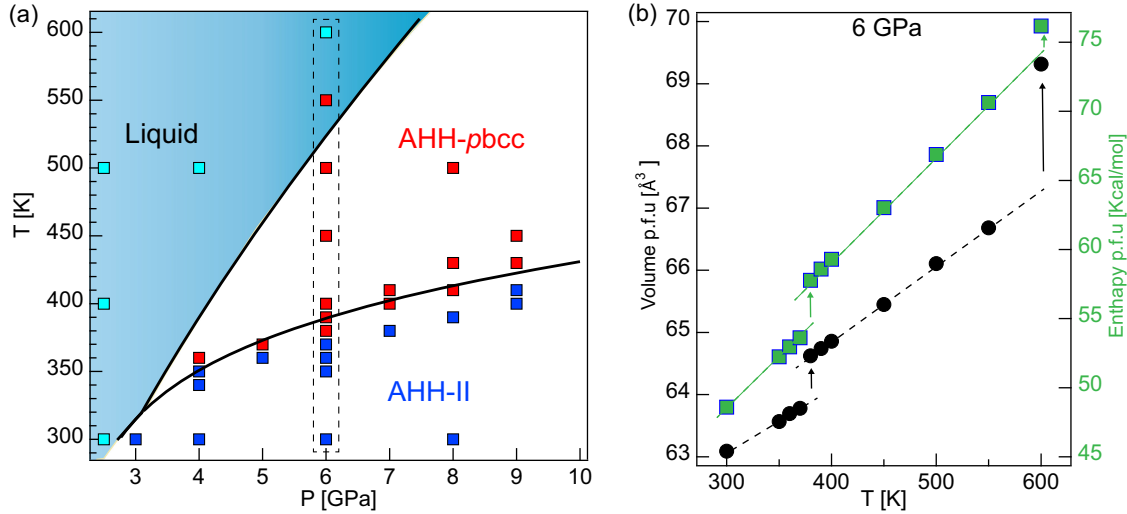 (a)
600
550
500
450
400
350
300
T [K]
Liquid
AHH-pbcc
AHH-II
3 4 5 6 7 8 9 10
P [GPa]
(b)
6 GPa
70
69
68
67
66
65
64
63
Volume p.f.u [Å³]
75
70
65
60
55
50
45
Enthapy p.f.u [Kcal/mol]
300 400 500 600
T [K]